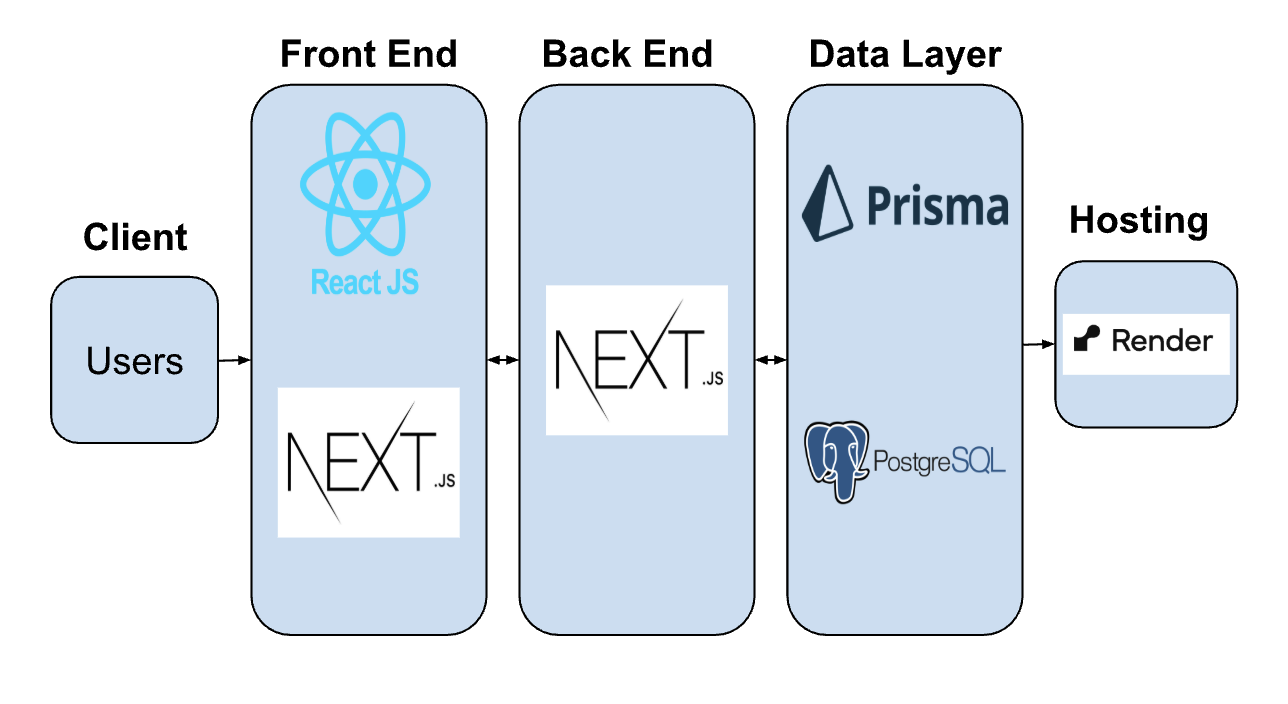 Client
Users
Front End
React JS
NEXT.JS
Back End
NEXT.JS
Data Layer
Prisma
PostgreSQL
Hosting
Render